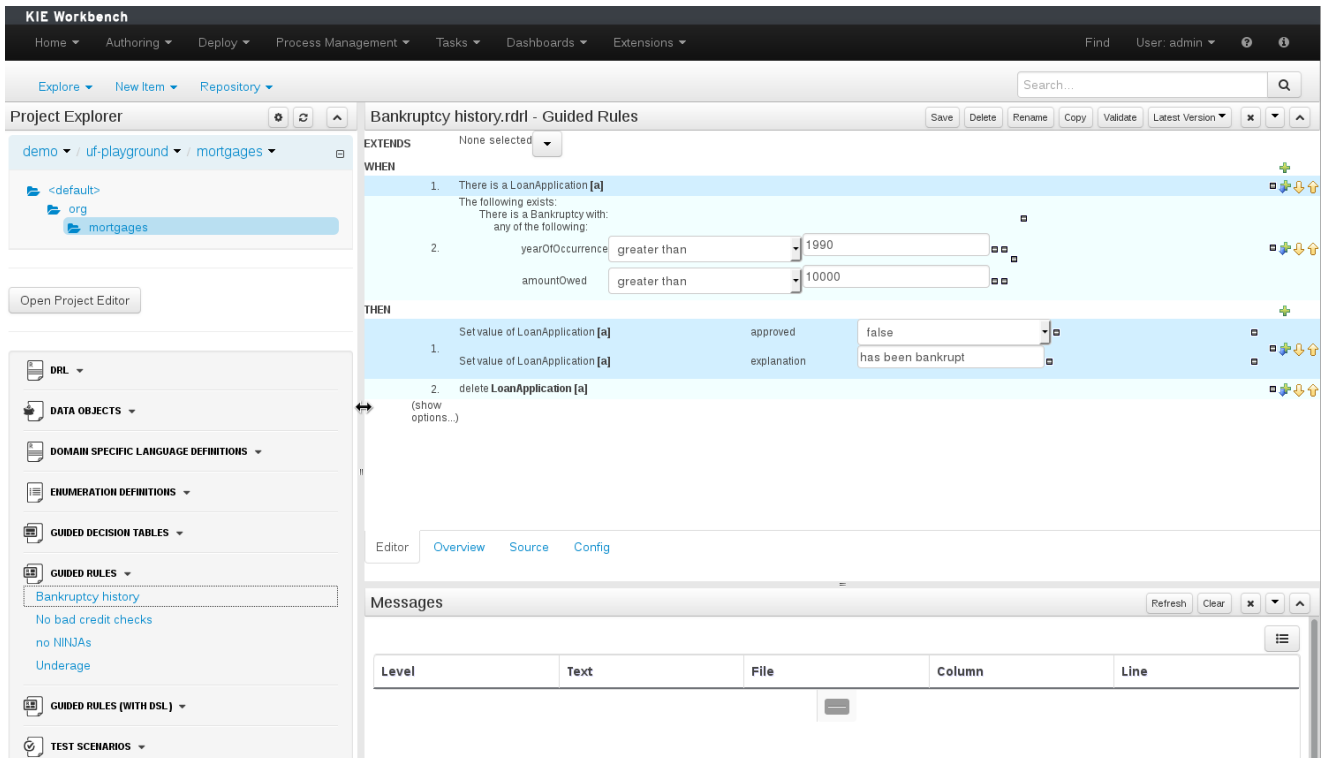 KIE Workbench
Home Authoring Deploy Process Management Tasks Dashboards Extensions Find User: admin
Explore New Item Repository Search...
Project Explorer
demo / uf-playground / mortgages
<default>
org
mortgages
Open Project Editor
DRL
DATA OBJECTS
DOMAIN SPECIFIC LANGUAGE DEFINITIONS
ENUMERATION DEFINITIONS
GUIDED DECISION TABLES
GUIDED RULES
Bankruptcy history
No bad credit checks
no NINJAs
Underage
GUIDED RULES (WITH DSL)
TEST SCENARIOS
Bankruptcy history.rdrl - Guided Rules Save Delete Rename Copy Validate Latest Version
EXTENDS None selected
WHEN
1. There is a LoanApplication [a]
The following exists:
There is a Bankruptcy with:
any of the following:
2. yearOfOccurrence greater than 1990
amountOwed greater than 10000
THEN
Set value of LoanApplication [a] approved false
1.
Set value of LoanApplication [a] explanation has been bankrupt
2. delete LoanApplication [a]
(show
options...)
Editor Overview Source Config
Messages Refresh Clear
Level Text File Column Line